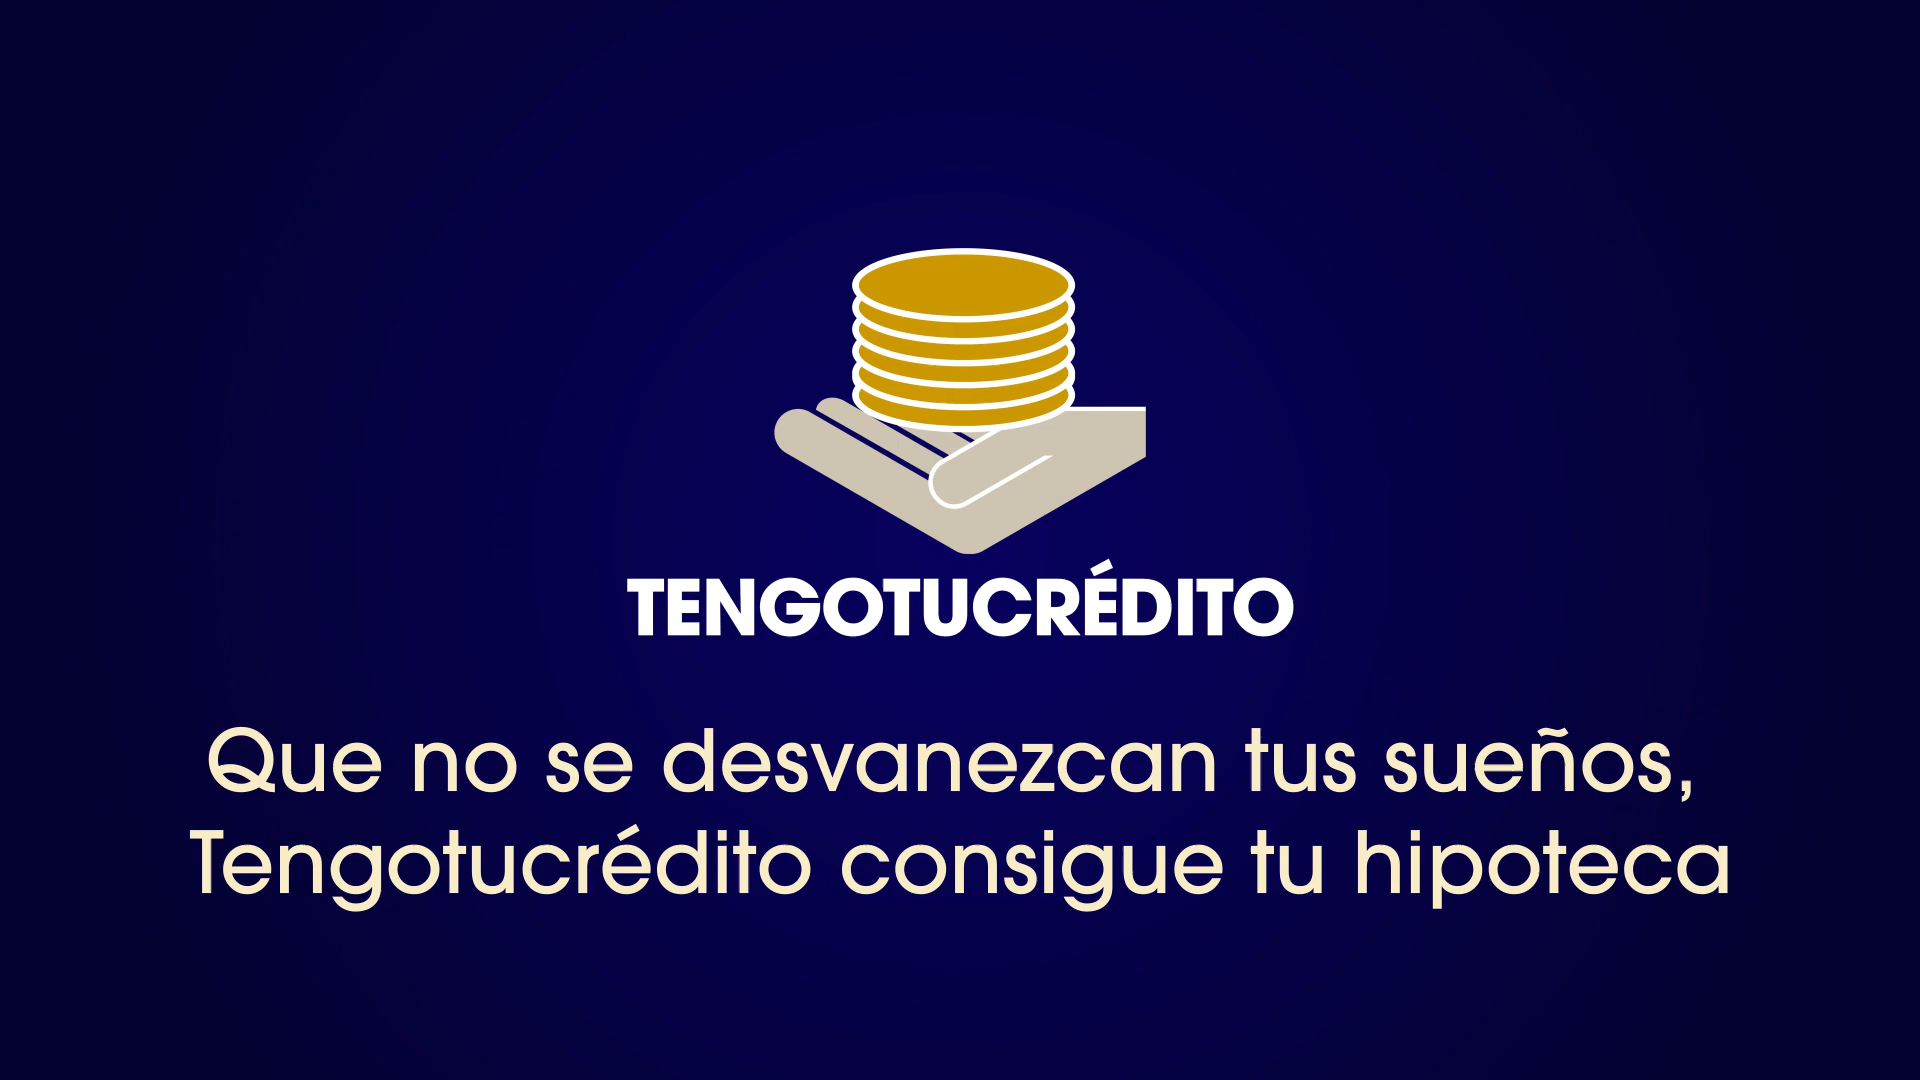 TENGOTUCRÉDITO
Que no se desvanezcan tus sueños,
Tengotucrédito consigue tu hipoteca